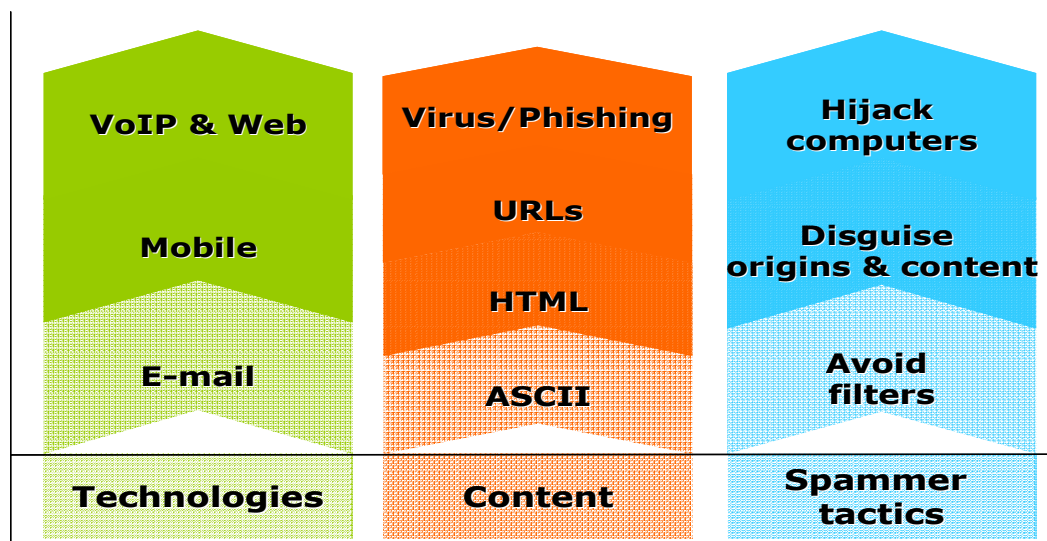 VoIP & Web
Mobile
E-mail
Technologies
Virus/Phishing
URLs
HTML
ASCII
Content
Hijack
computers
Disguise
origins & content
Avoid
filters
Spammer
tactics